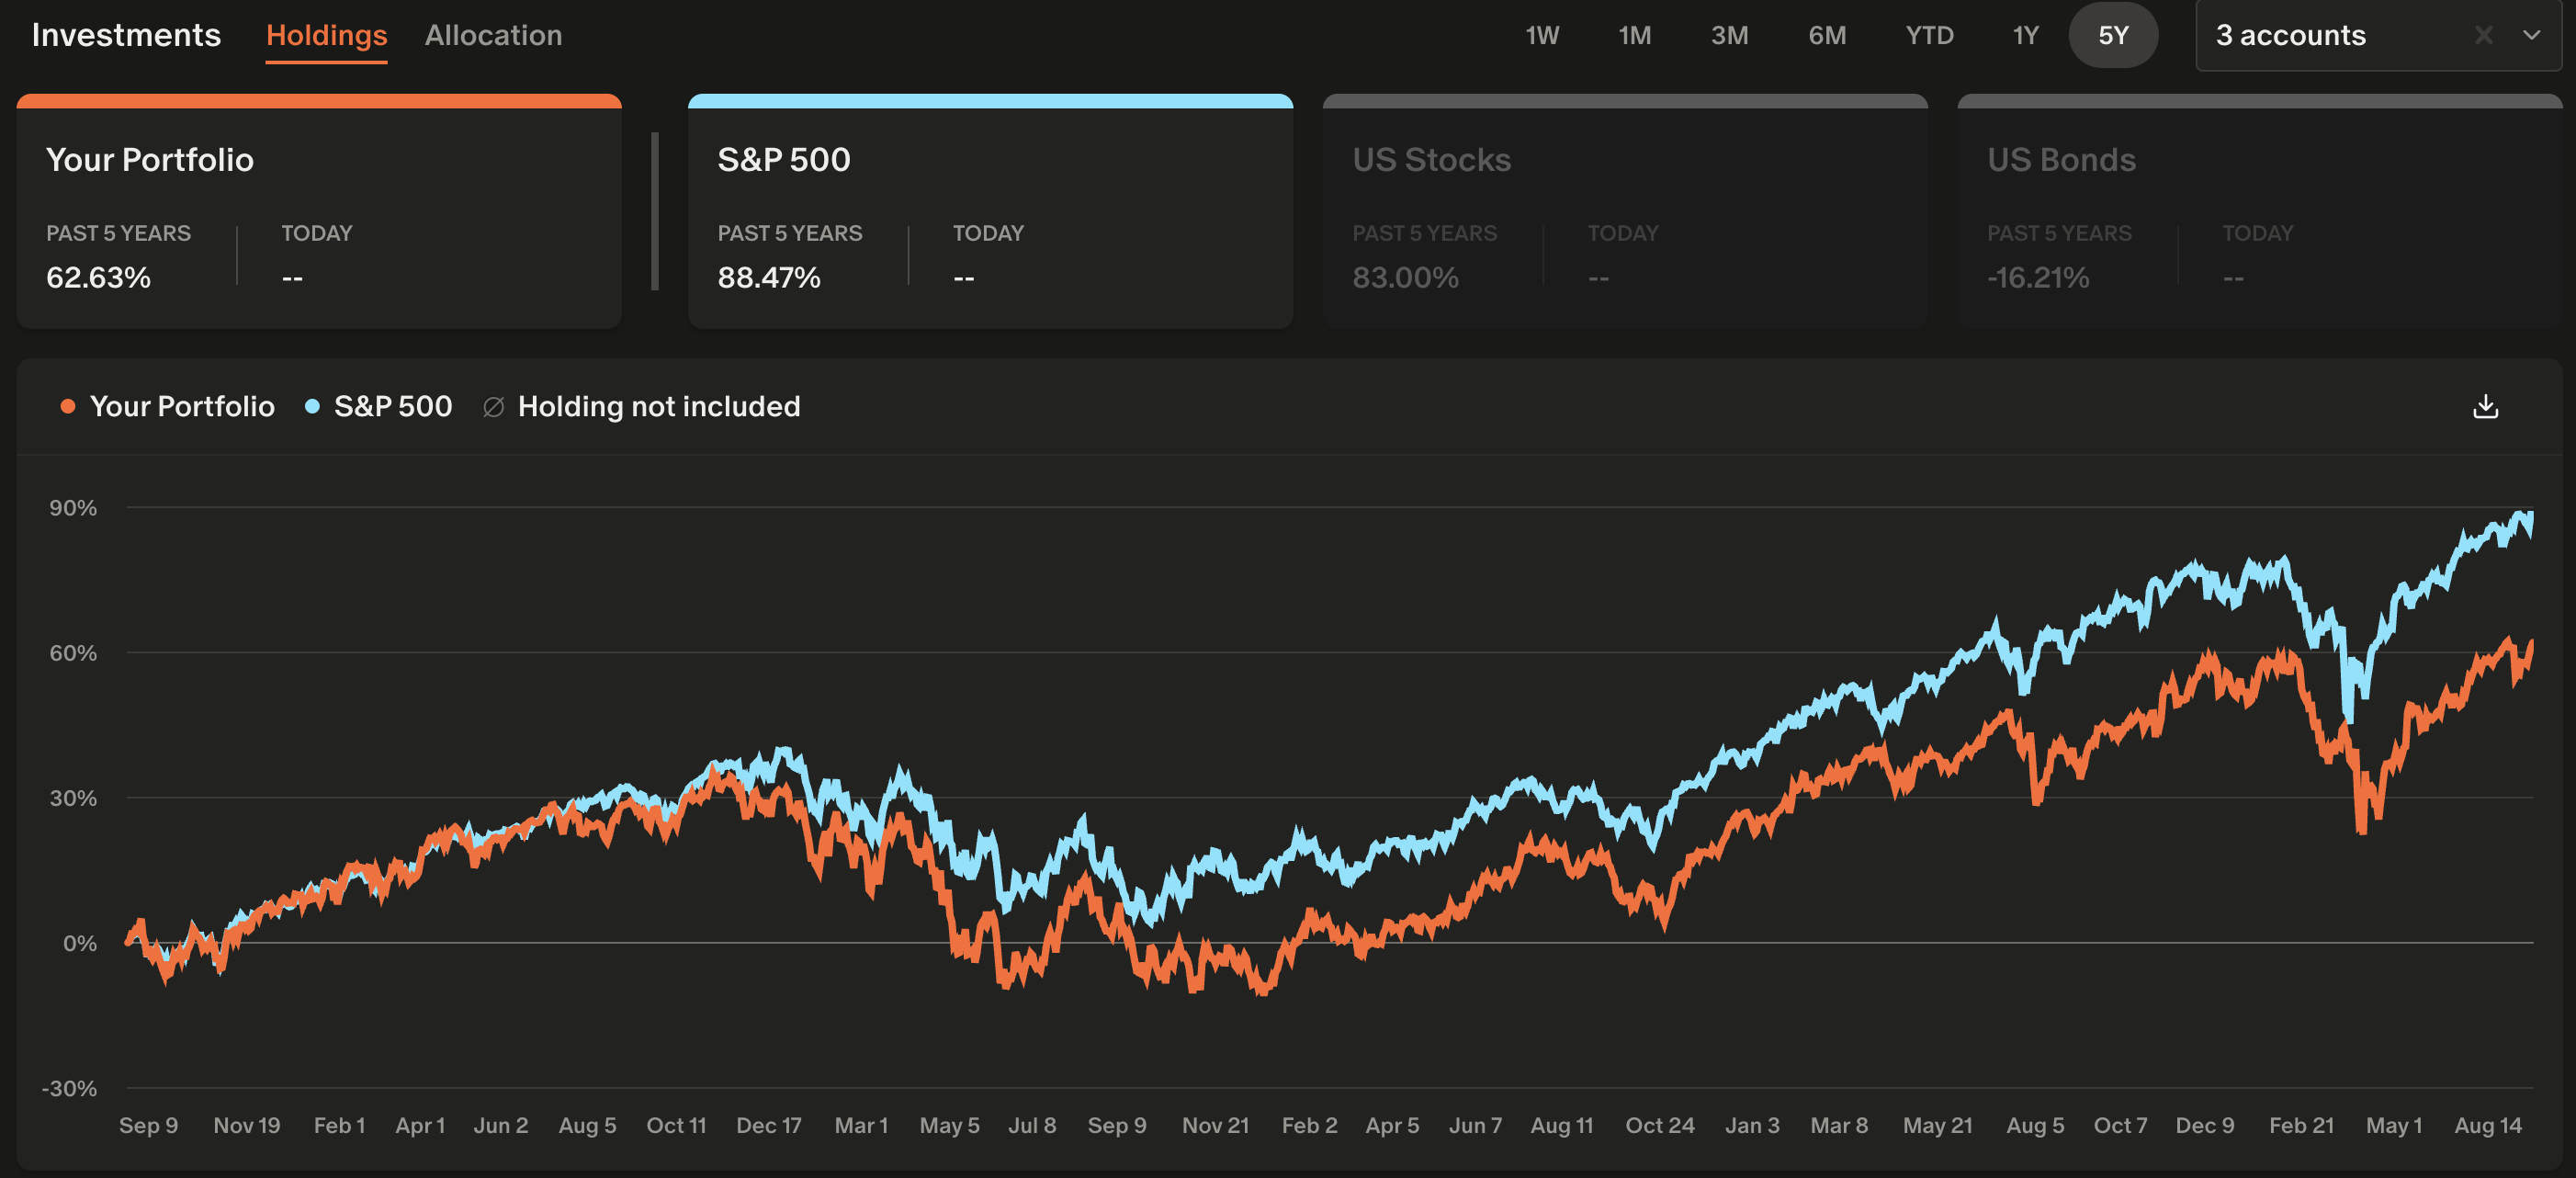 Investments Holdings Allocation 1W 1M 3M 6M YTD 1Y 5Y 3 accounts
Your Portfolio
PAST 5 YEARS TODAY
62.63% --
S&P 500
PAST 5 YEARS TODAY
88.47% --
US Stocks
PAST 5 YEARS TODAY
83.00% --
US Bonds
PAST 5 YEARS TODAY
-16.21% --
Your Portfolio S&P 500 Holding not included
90%
60%
30%
0%
-30%
Sep 9 Nov 19 Feb 1 Apr 1 Jun 2 Aug 5 Oct 11 Dec 17 Mar 1 May 5 Jul 8 Sep 9 Nov 21 Feb 2 Apr 5 Jun 7 Aug 11 Oct 24 Jan 3 Mar 8 May 21 Aug 5 Oct 7 Dec 9 Feb 21 May 1 Aug 14